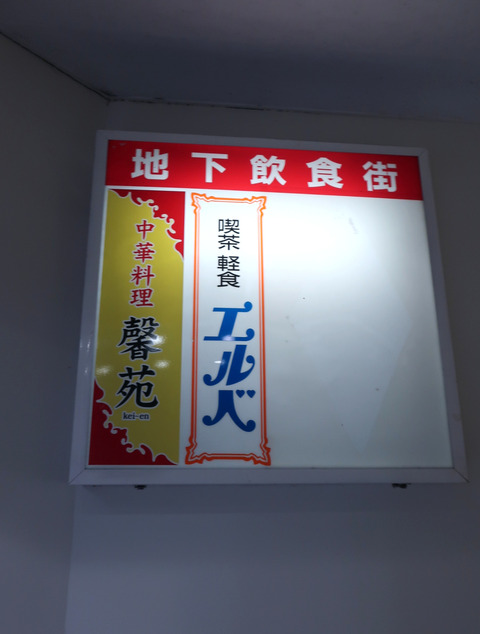 地下飲食街
中華料理
馨苑
kei-en
喫茶 軽食
エルバ